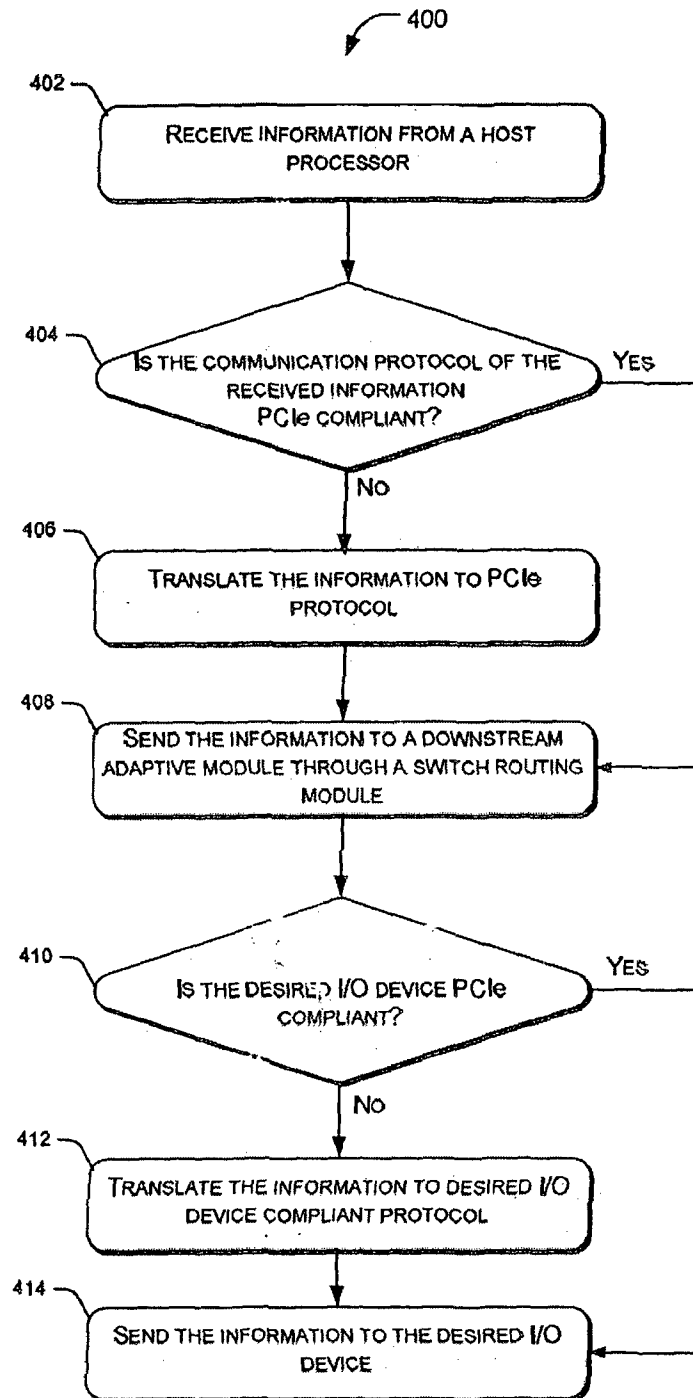 400
402
RECEIVE INFORMATION FROM A HOST
PROCESSOR
404
IS THE COMMUNICATION PROTOCOL OF THE
RECEIVED INFORMATION
PCIe COMPLIANT?
YES
NO
406
TRANSLATE THE INFORMATION TO PCIe
PROTOCOL
408
SEND THE INFORMATION TO A DOWNSTREAM
ADAPTIVE MODULE THROUGH A SWITCH ROUTING
MODULE
410
IS THE DESIRED I/O DEVICE PCIe
COMPLIANT?
YES
NO
412
TRANSLATE THE INFORMATION TO DESIRED I/O
DEVICE COMPLIANT PROTOCOL
414
SEND THE INFORMATION TO THE DESIRED I/O
DEVICE